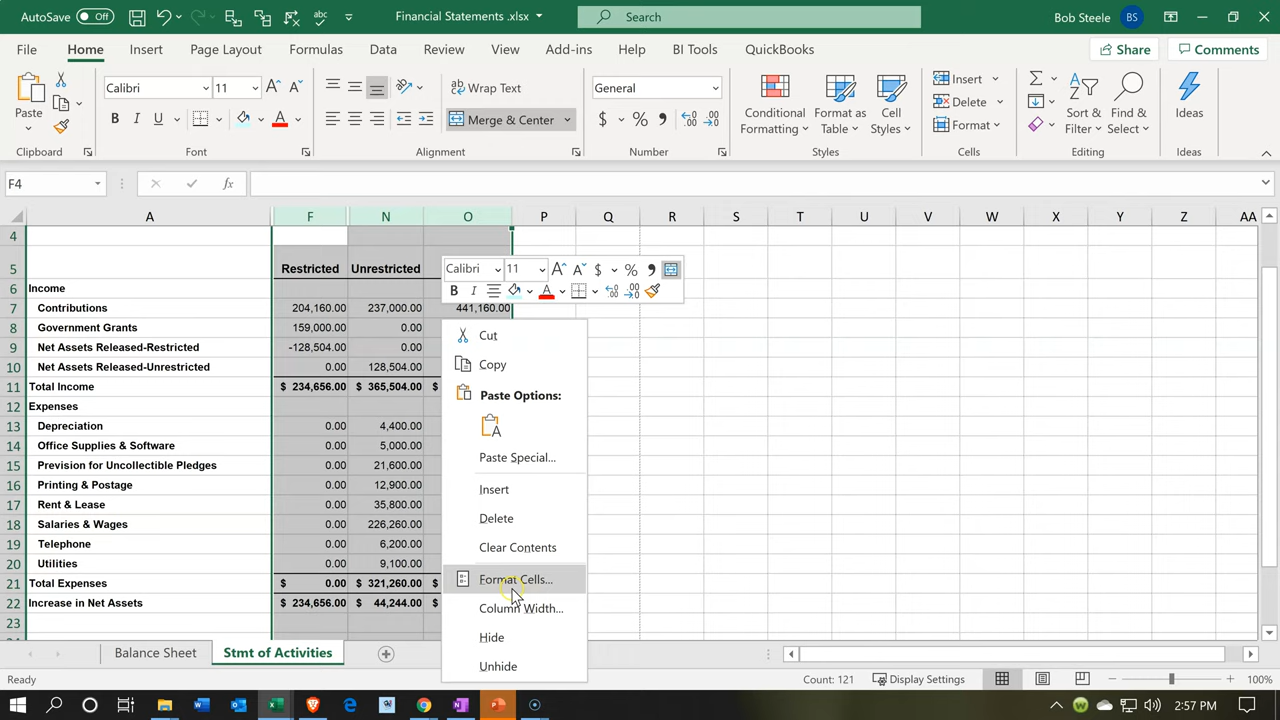 AutoSave Off Financial Statements .xlsx Search Bob Steele BS
File Home Insert Page Layout Formulas Data Review View Add-ins Help BI Tools QuickBooks Share Comments
Paste Calibri 11 Wrap Text General Conditional Formatting Format as Table Cell Styles Insert Sort & Filter Find & Select Ideas
B I U A Merge & Center $ % Delete
Format
Clipboard Font Alignment Number Styles Cells Editing Ideas
F4 fx
A F N O P Q R S T U V W X Y Z AA
4
5 Restricted Unrestricted
Calibri 11 A A $ %
B I A
6 Income
7 Contributions 204,160.00 237,000.00 441,160.00
8 Government Grants 159,000.00 0.00
9 Net Assets Released-Restricted -128,504.00 0.00
10 Net Assets Released-Unrestricted 0.00 128,504.00
11 Total Income $ 234,656.00 $ 365,504.00 $
12 Expenses
13 Depreciation 0.00 4,400.00
14 Office Supplies & Software 0.00 5,000.00
15 Prevision for Uncollectible Pledges 0.00 21,600.00
16 Printing & Postage 0.00 12,900.00
17 Rent & Lease 0.00 35,800.00
18 Salaries & Wages 0.00 226,260.00
19 Telephone 0.00 6,200.00
20 Utilities 0.00 9,100.00
21 Total Expenses $ 0.00 $ 321,260.00 $
22 Increase in Net Assets $ 234,656.00 $ 44,244.00 $
23
24
Cut
Copy
Paste Options:
Paste Special...
Insert
Delete
Clear Contents
Format Cells...
Column Width...
Hide
Unhide
Balance Sheet Stmt of Activities
Ready Count: 121 Display Settings 100%
2:57 PM